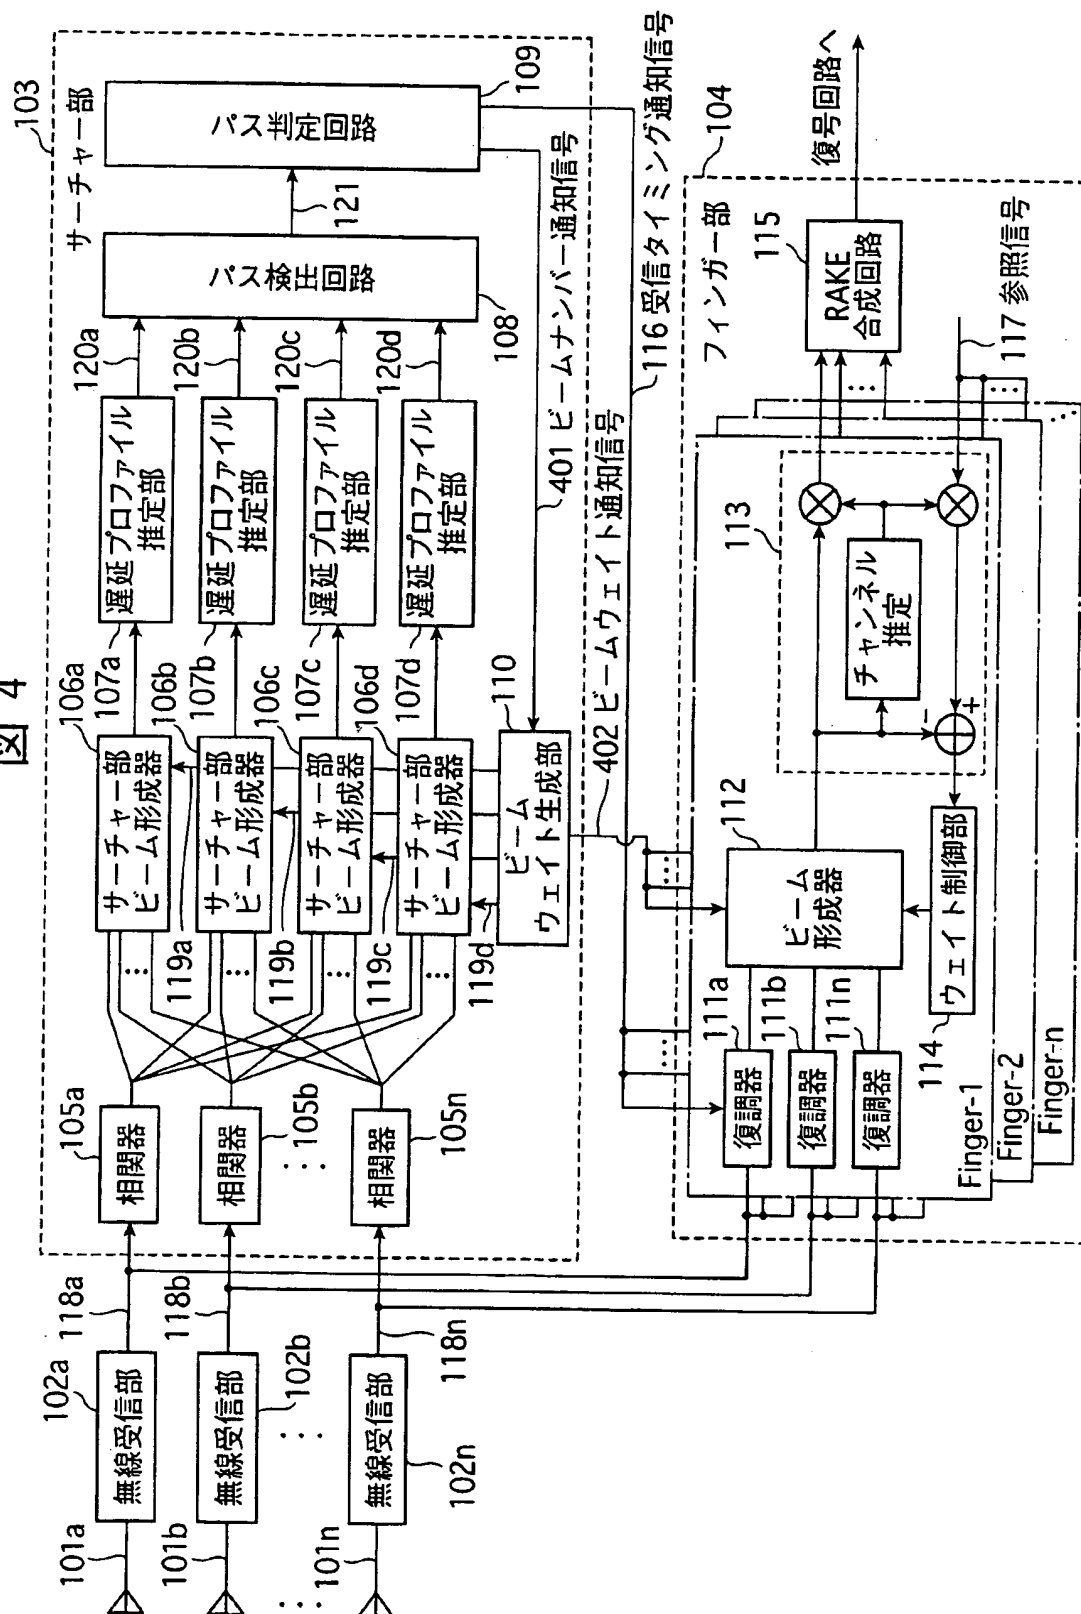 図 4
101a
101b
101n
102a
無線受信部
無線受信部
102b
無線受信部
102n
118a
118b
118n
103
サーチャー部
105a
相関器
相関器
105b
相関器
105n
106a
サーチャー部
ビーム形成器
119a
106b
サーチャー部
ビーム形成器
119b
106c
サーチャー部
ビーム形成器
119c
106d
サーチャー部
ビーム形成器
119d
107a
遅延プロファイル
推定部
107b
遅延プロファイル
推定部
107c
遅延プロファイル
推定部
107d
遅延プロファイル
推定部
120a
120b
120c
120d
パス検出回路
108
121
パス判定回路
109
110
ビーム
ウェイト生成部
401 ビームナンバー通知信号
402 ビームウェイト通知信号
116 受信タイミング通知信号
104
フィンガー部
111a
復調器
111b
復調器
111n
復調器
112
ビーム
形成器
113
チャンネル
推定
-
+
114
ウェイト制御部
115
RAKE
合成回路
復号回路へ
117 参照信号
Finger-1
Finger-2
Finger-n